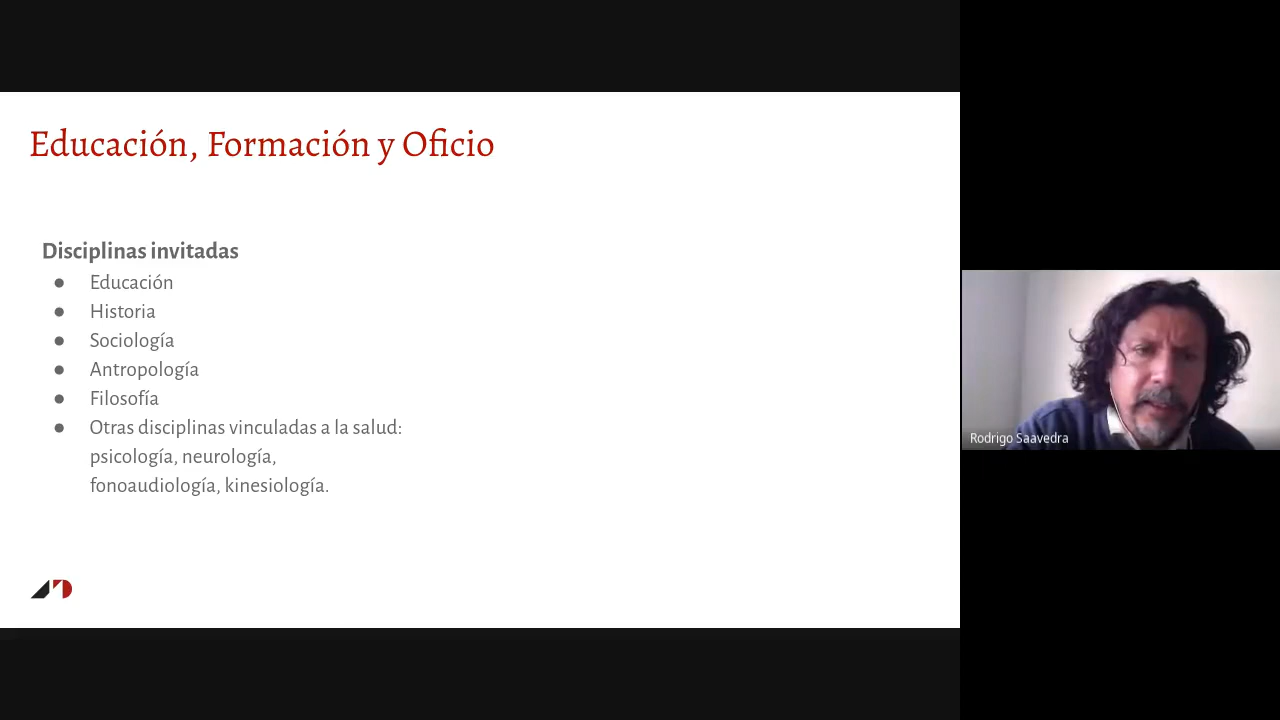 Educación, Formación y Oficio
Disciplinas invitadas
● Educación
● Historia
● Sociología
● Antropología
● Filosofía
● Otras disciplinas vinculadas a la salud:
psicología, neurología,
fonoaudiología, kinesiología.
Rodrigo Saavedra